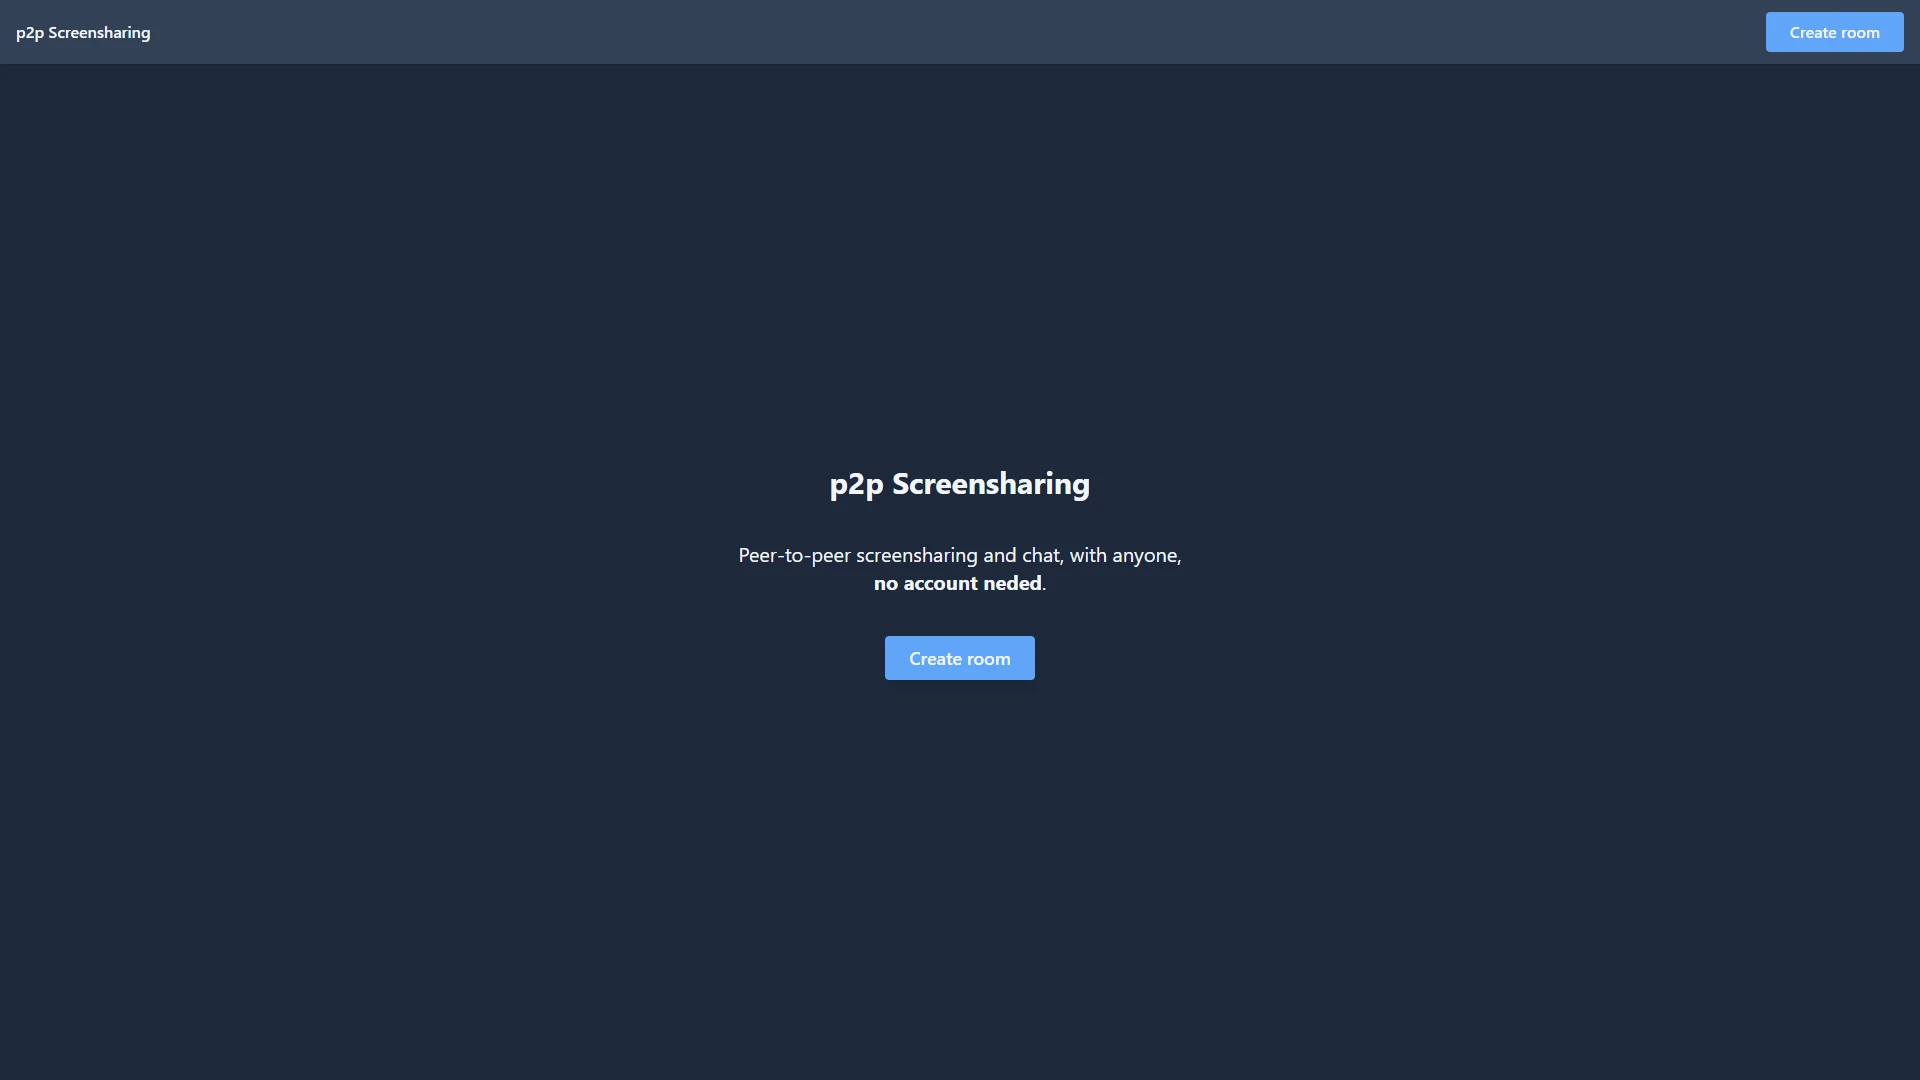 p2p Screensharing
Create room
p2p Screensharing
Peer-to-peer screensharing and chat, with anyone,
no account neded.
Create room